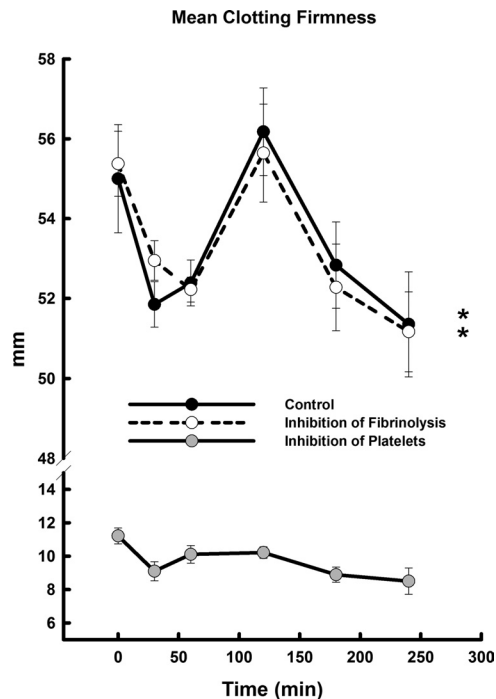 Mean Clotting Firmness
58
56
54
52
50
48
14
12
10
8
6
mm
*
*
Control
Inhibition of Fibrinolysis
Inhibition of Platelets
0 50 100 150 200 250 300
Time (min)